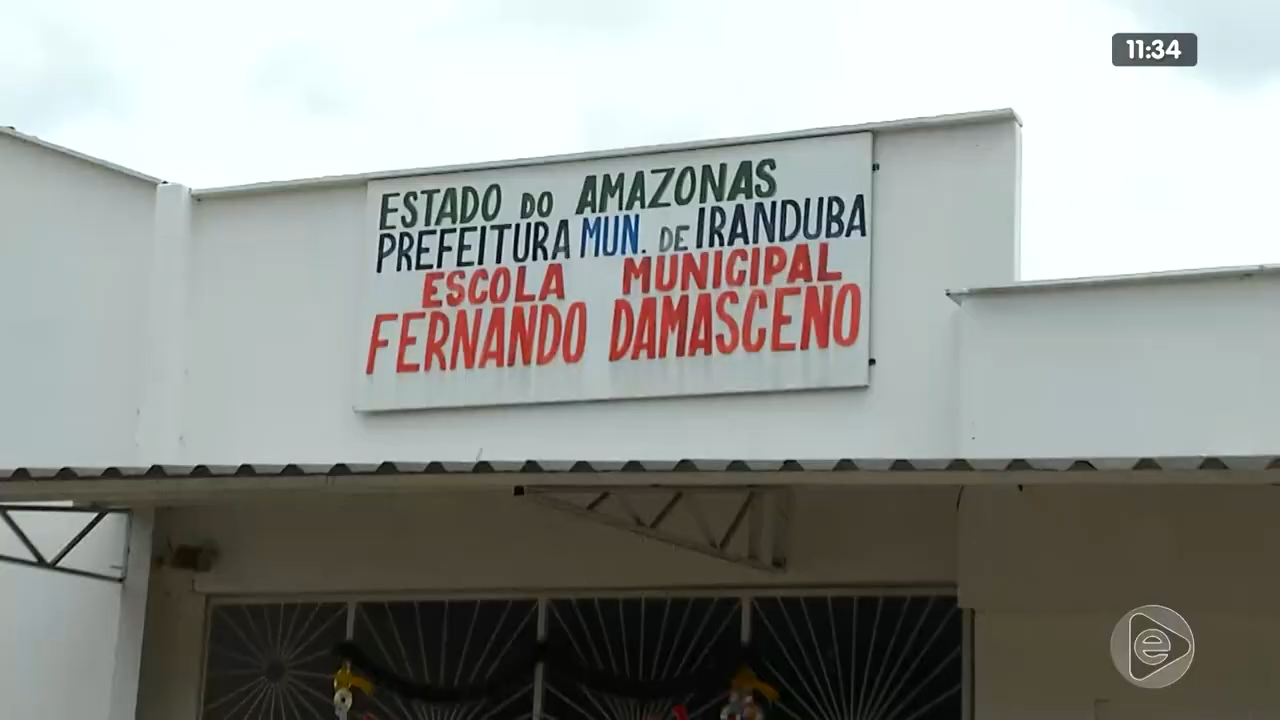 11:34
ESTADO DO AMAZONAS
PREFEITURA MUN. DE IRANDUBA
ESCOLA MUNICIPAL
FERNANDO DAMASCENO
e